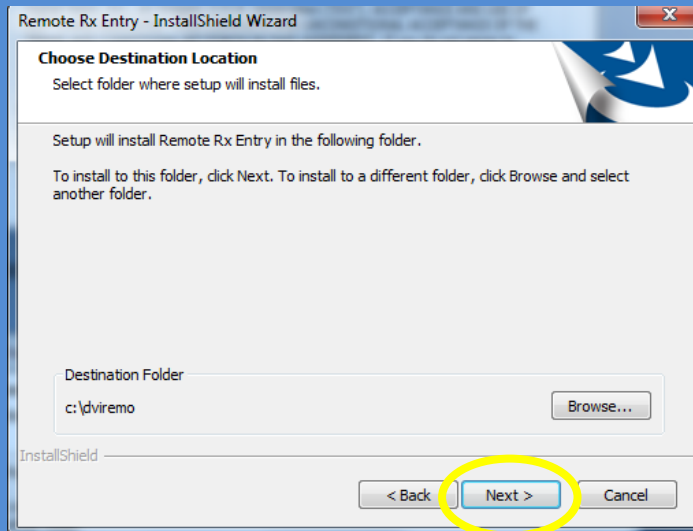 Remote Rx Entry - InstallShield Wizard
Choose Destination Location
Select folder where setup will install files.
Setup will install Remote Rx Entry in the following folder.
To install to this folder, click Next. To install to a different folder, click Browse and select
another folder.
Destination Folder
c:\dviremo
Browse...
InstallShield
< Back
Next >
Cancel